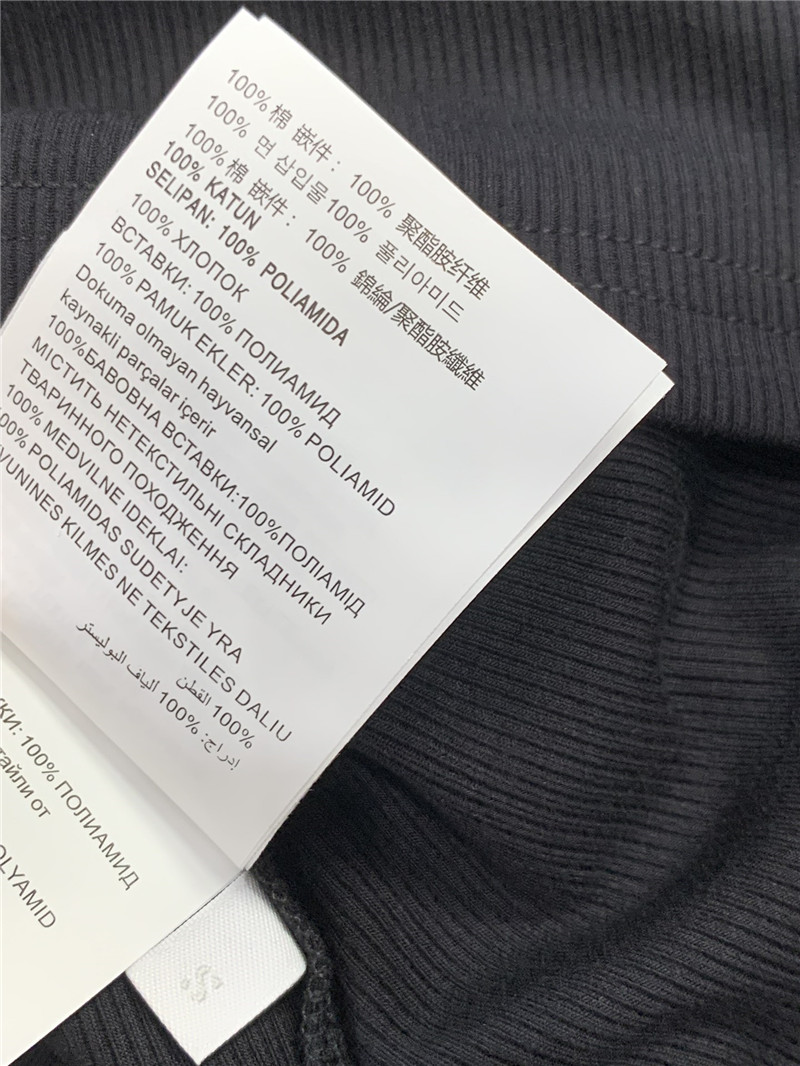 100% 棉 嵌件： 100% 聚酯胺纤维
100% 면 삽입물 100% 폴리아미드
100% 棉 嵌件： 100% 錦綸/聚酯胺纖維
100% KATUN
SELIPAN: 100% POLIAMIDA
100% ХЛОПОК
ВСТАВКИ: 100% ПОЛИАМИД
100% PAMUK EKLER: 100% POLIAMID
Dokuma olmayan hayvansal
kaynakli parçalar içerir
100%БАВОВНА ВСТАВКИ:100%ПОЛІАМІД
МІСТИТЬ НЕТЕКСТИЛЬНІ СКЛАДНИКИ
ТВАРИННОГО ПОХОДЖЕННЯ
100% MEDVILNE IDEKLAI:
100% POLIAMIDAS SUDETYJE YRA
KILMES NE TEKSTILES DALIU
100% القطن
إدراج: 100% ألياف البوليستر
100% ПОЛИАМИД
от